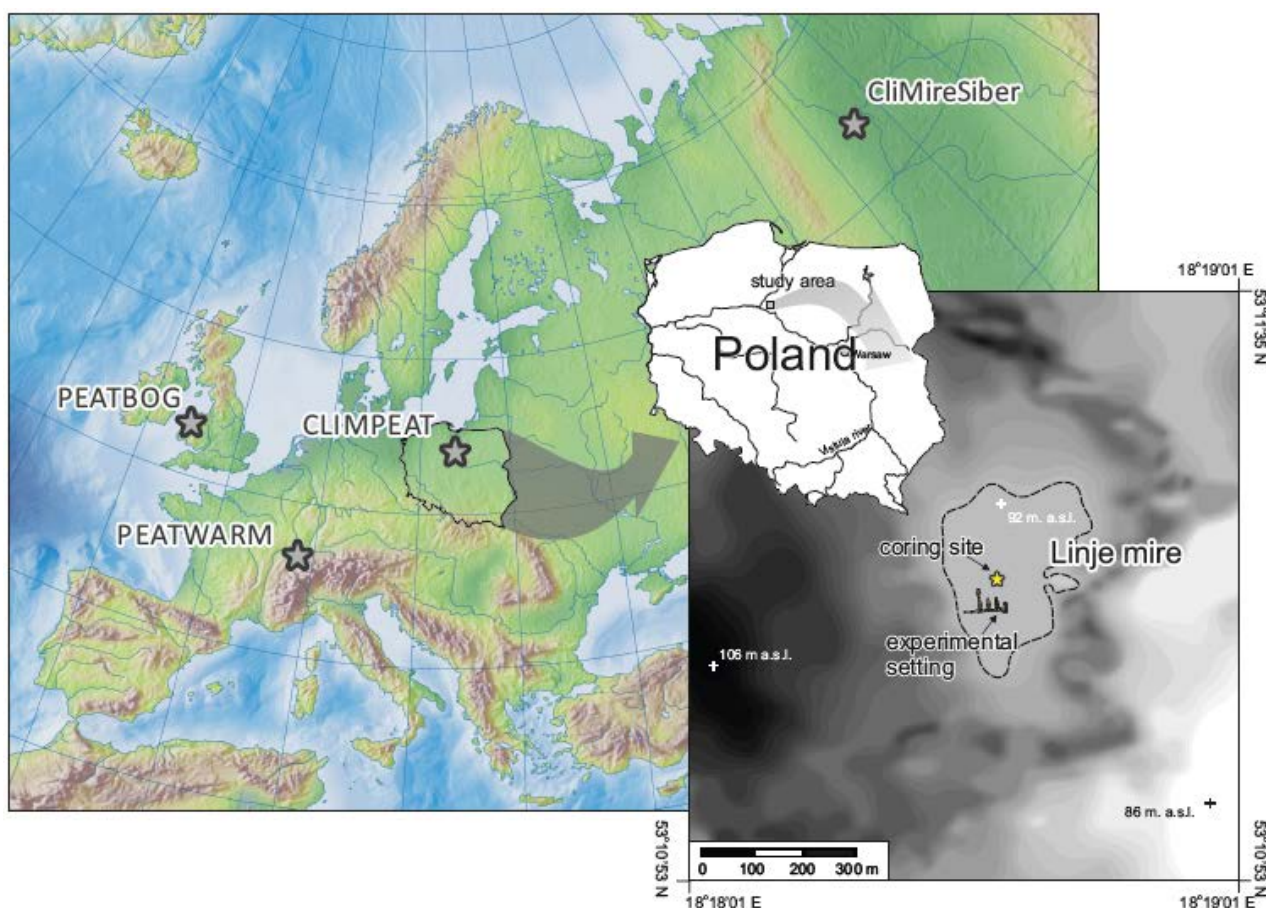 CliMireSiber
18°19'01 E
53°11'35 N
study area
Poland
Warsaw
Vistula river
PEATBOG
CLIMPEAT
PEATWARM
92 m. a.s.l.
coring site
Linje mire
experimental
setting
106 m a.s.l.
86 m. a.s.l.
0 100 200 300 m
53°10'53 N
53°10'53 N
18°18'01 E
18°19'01 E